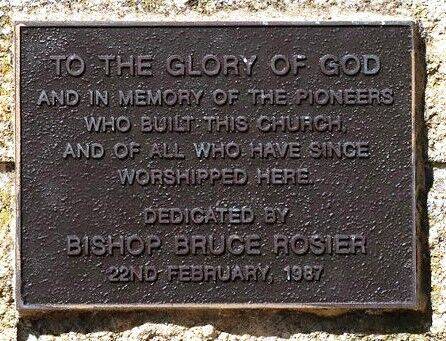 TO THE GLORY OF GOD
AND IN MEMORY OF THE PIONEERS
WHO BUILT THIS CHURCH,
AND OF ALL WHO HAVE SINCE
WORSHIPPED HERE.
DEDICATED BY
BISHOP BRUCE ROSIER
22ND FEBRUARY, 1987